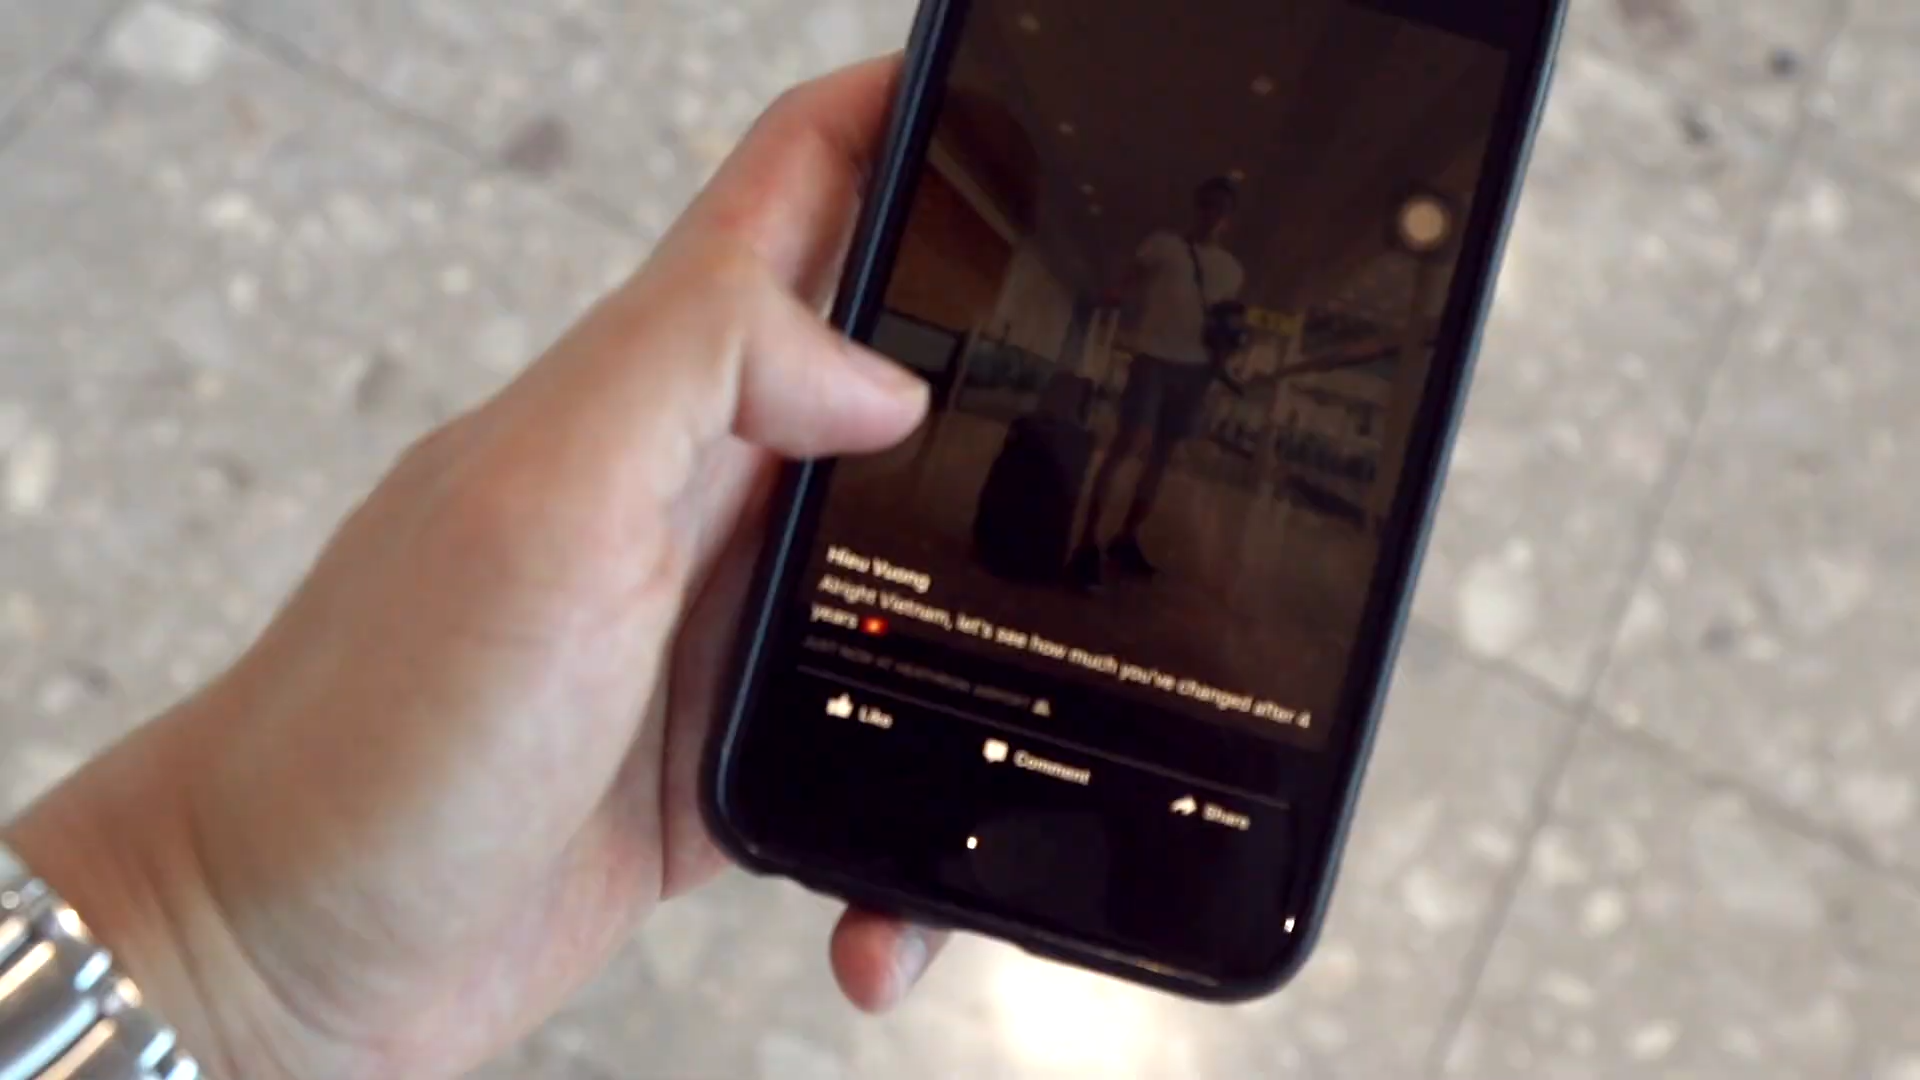 Hieu Vuong
Alright Vietnam, let's see how much you've changed after 4
years
Like
Comment
Share